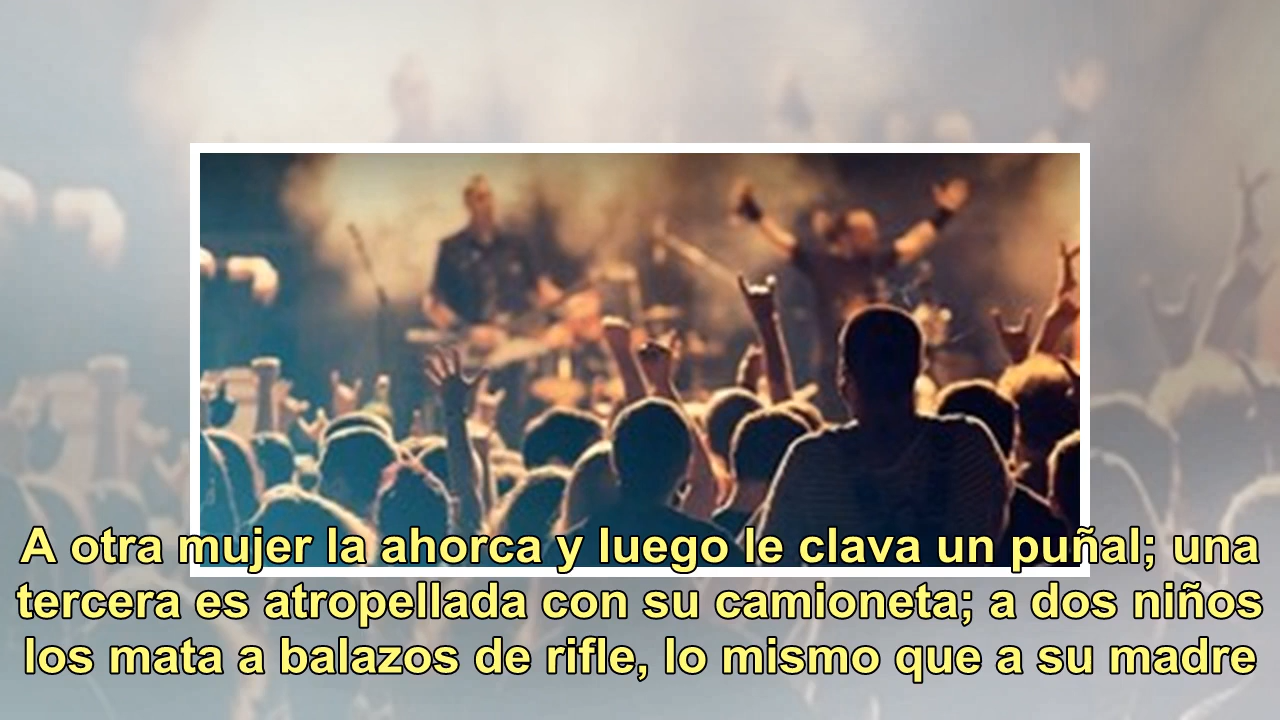 A otra mujer la ahorca y luego le clava un puñal; una
tercera es atropellada con su camioneta; a dos niños
los mata a balazos de rifle, lo mismo que a su madre